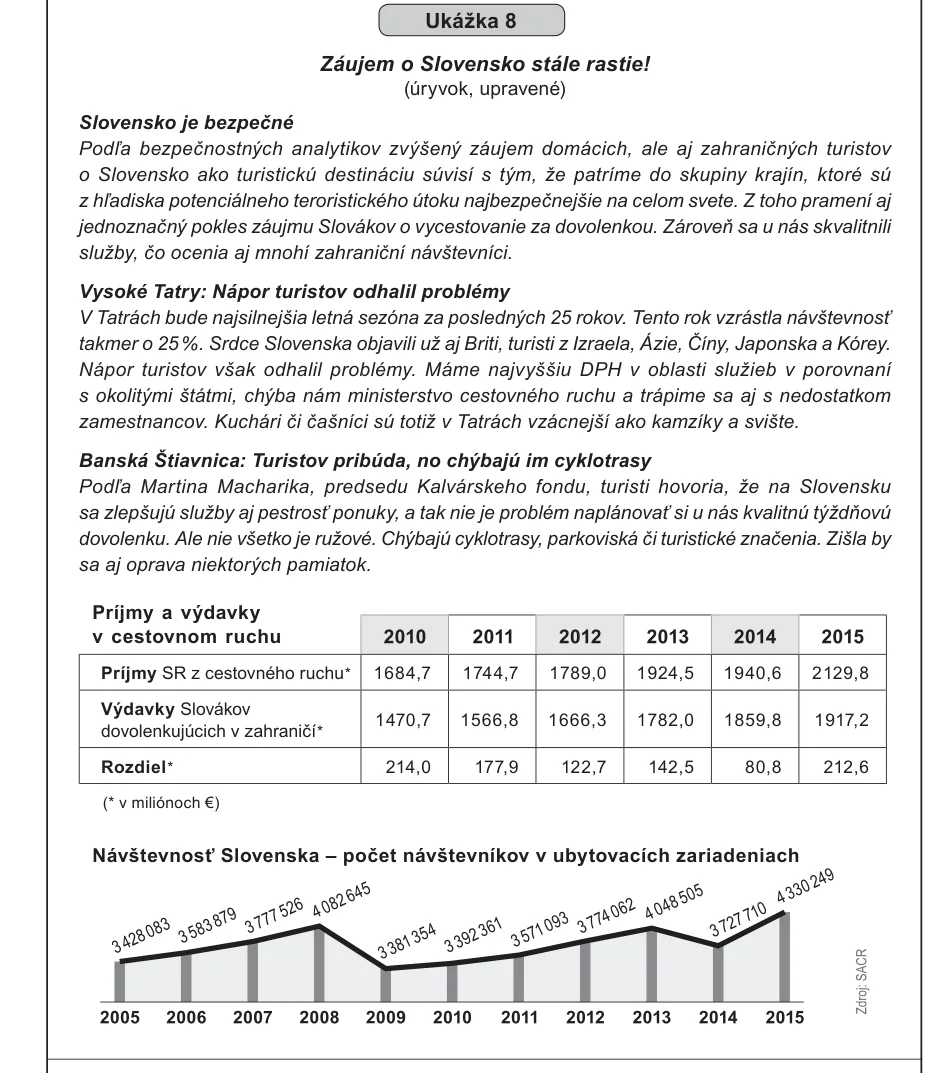 Ukážka 8
Záujem o Slovensko stále rastie!
(úryvok, upravené)
Slovensko je bezpečné
Podľa bezpečnostných analytikov zvýšený záujem domácich, ale aj zahraničných turistov
o Slovensko ako turistickú destináciu súvisí s tým, že patríme do skupiny krajín, ktoré sú
z hľadiska potenciálneho teroristického útoku najbezpečnejšie na celom svete. Z toho pramení aj
jednoznačný pokles záujmu Slovákov o vycestovanie za dovolenkou. Zároveň sa u nás skvalitnili
služby, čo ocenia aj mnohí zahraniční návštevníci.
Vysoké Tatry: Nápor turistov odhalil problémy
V Tatrách bude najsilnejšia letná sezóna za posledných 25 rokov. Tento rok vzrástla návštevnosť
takmer o 25 %. Srdce Slovenska objavili už aj Briti, turisti z Izraela, Ázie, Číny, Japonska a Kórey.
Nápor turistov však odhalil problémy. Máme najvyššiu DPH v oblasti služieb v porovnaní
s okolitými štátmi, chýba nám ministerstvo cestovného ruchu a trápime sa aj s nedostatkom
zamestnancov. Kuchári či čašníci sú totiž v Tatrách vzácnejší ako kamzíky a svište.
Banská Štiavnica: Turistov pribúda, no chýbajú im cyklotrasy
Podľa Martina Macharika, predsedu Kalvárskeho fondu, turisti hovoria, že na Slovensku
sa zlepšujú služby aj pestrosť ponuky, a tak nie je problém naplánovať si u nás kvalitnú týždňovú
dovolenku. Ale nie všetko je ružové. Chýbajú cyklotrasy, parkoviská či turistické značenia. Zišla by
sa aj oprava niektorých pamiatok.
Príjmy a výdavky
v cestovnom ruchu 2010 2011 2012 2013 2014 2015
Príjmy SR z cestovného ruchu* 1684,7 1744,7 1789,0 1924,5 1940,6 2129,8
Výdavky Slovákov
dovolenkujúcich v zahraničí* 1470,7 1566,8 1666,3 1782,0 1859,8 1917,2
Rozdiel* 214,0 177,9 122,7 142,5 80,8 212,6
(* v miliónoch €)
Návštevnosť Slovenska – počet návštevníkov v ubytovacích zariadeniach
3 428 083 3 583 879 3 777 526 4 082 645 3 381 354 3 392 361 3 571 093 3 774 062 4 048 505 3 727 710 4 330 249
2005 2006 2007 2008 2009 2010 2011 2012 2013 2014 2015
Zdroj: SACR